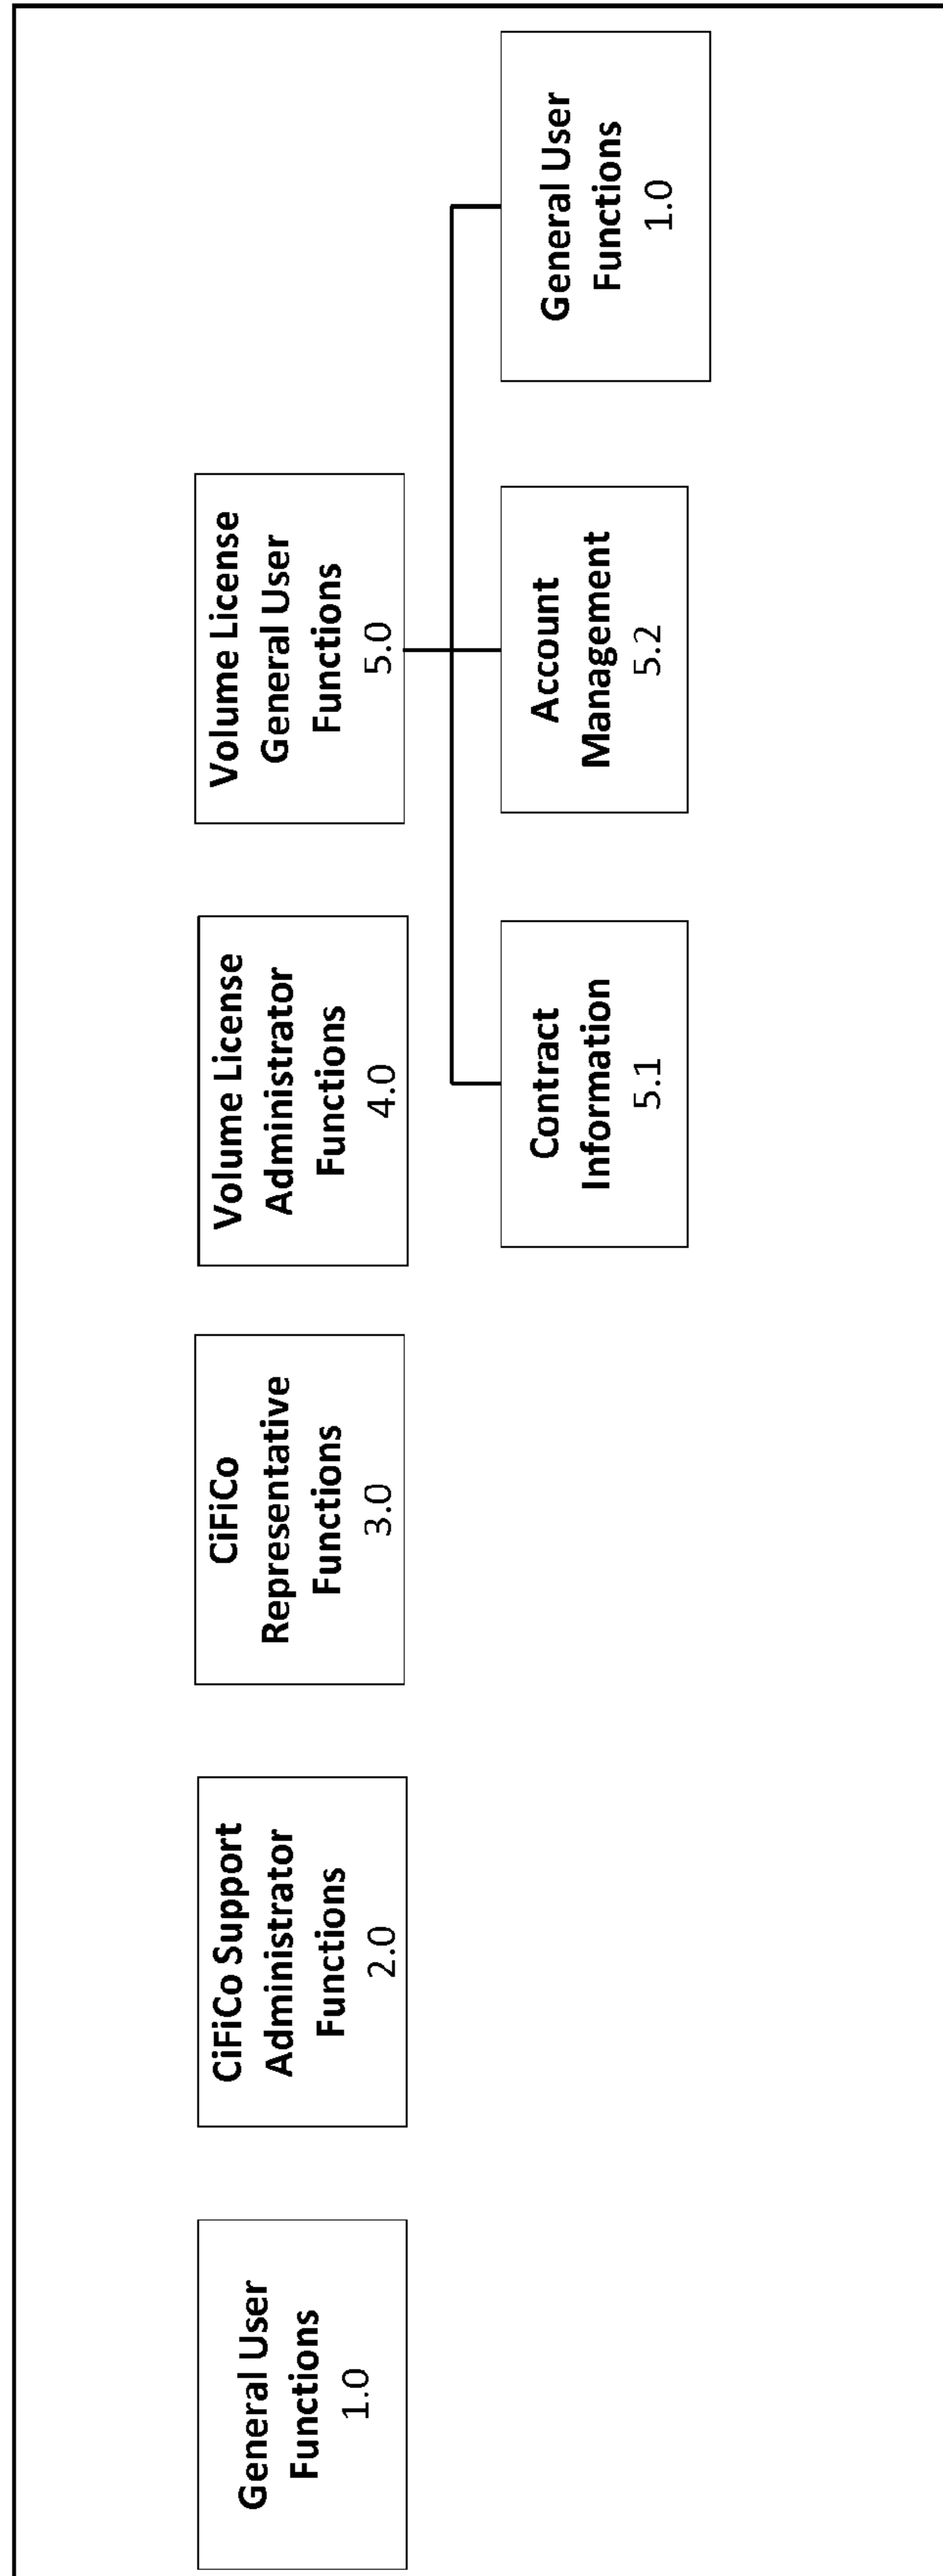 General User
Functions
1.0
CiFiCo Support
Administrator
Functions
2.0
CiFiCo
Representative
Functions
3.0
Volume License
Administrator
Functions
4.0
Volume License
General User
Functions
5.0
Contract
Information
5.1
Account
Management
5.2
General User
Functions
1.0